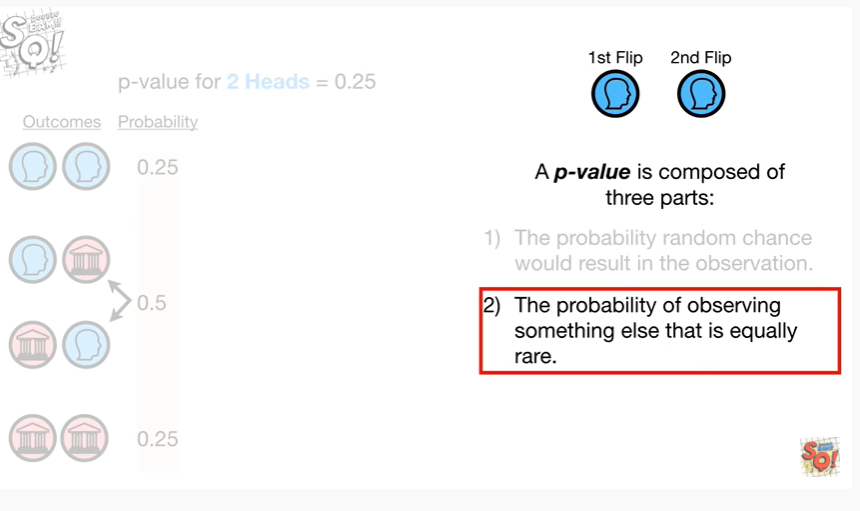 SQ!
DOUBLE
BAM!!!
1st Flip 2nd Flip
p-value for 2 Heads = 0.25
Outcomes Probability
0.25
0.5
0.25
A p-value is composed of
three parts:
1) The probability random chance
would result in the observation.
2) The probability of observing
something else that is equally
rare.
SQ!